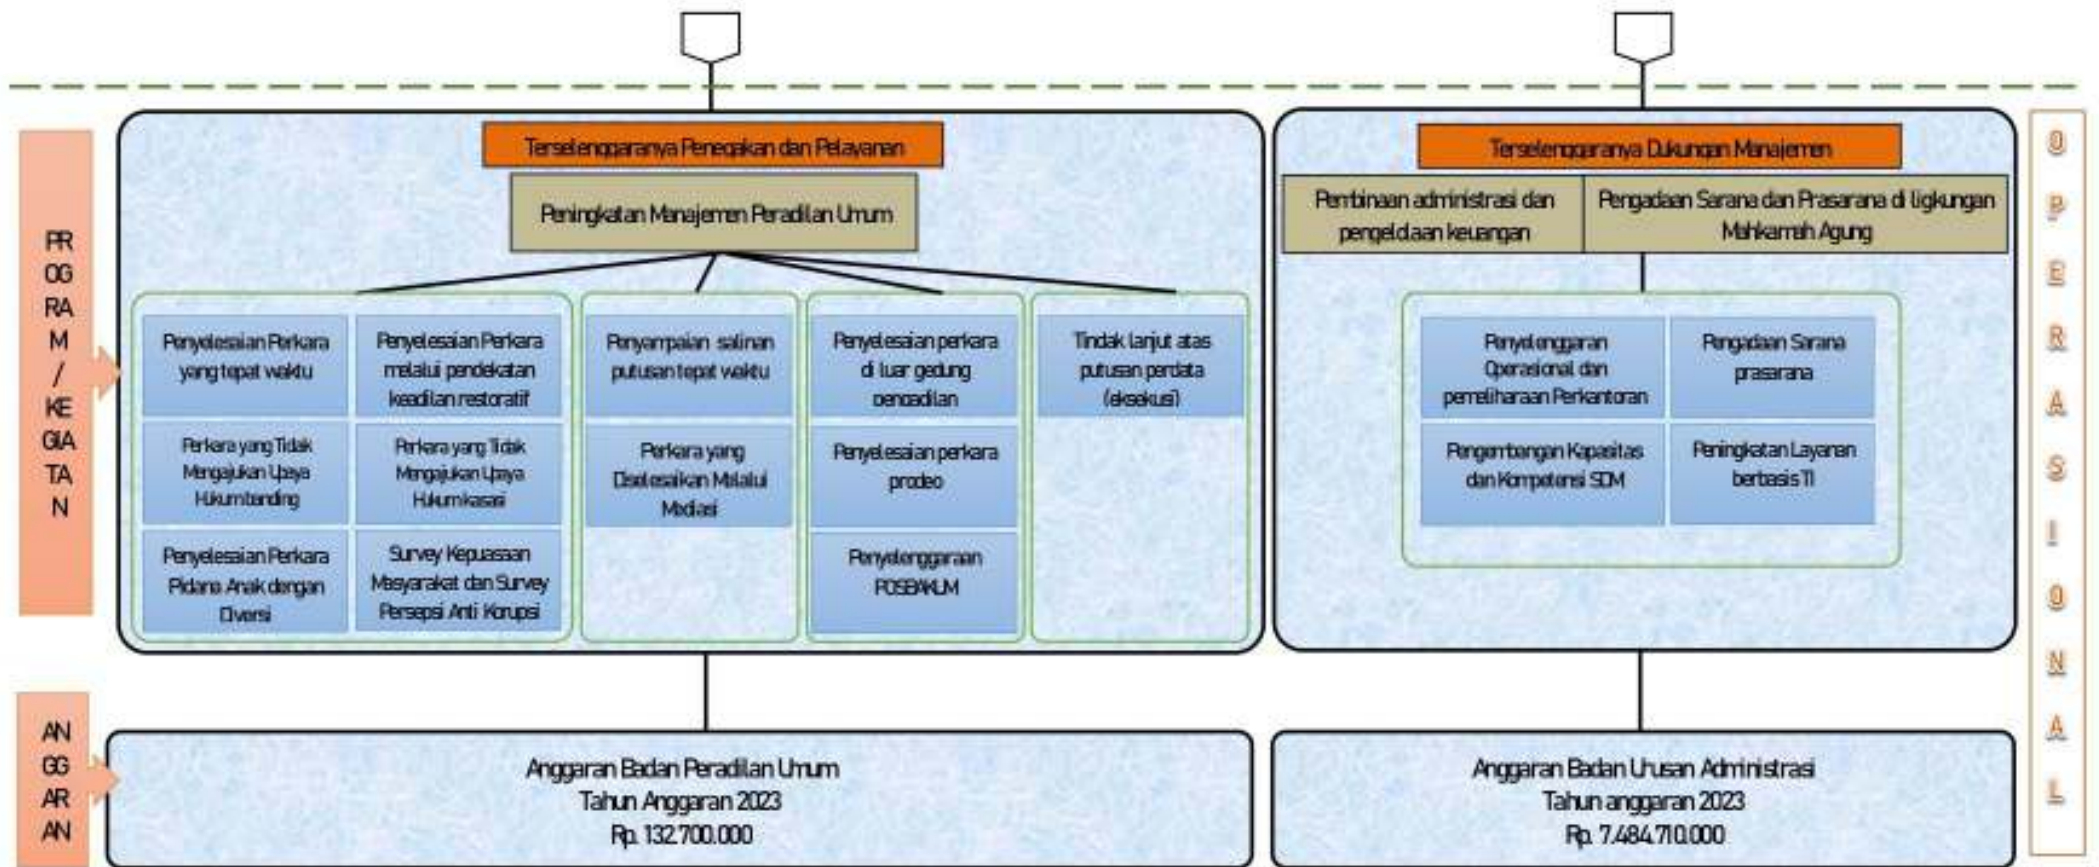 PR
OG
RA
M
/
KE
GIA
TAN
N
Terselenggaranya Penegakan dan Pelayanan
Peningkatan Manajemen Peradilan Umum
Penyelesaian Perkara
yang tepat waktu
Penyelesaian Perkara
melalui pendekatan
keadilan restoratif
Perkara yang Tidak
Mengajukan Upaya
Hukum banding
Perkara yang Tidak
Mengajukan Upaya
Hukum kasasi
Penyelesaian Perkara
Pidana Anak dengan
Diversi
Survey Kepuasaan
Masyarakat dan Survey
Persepsi Anti Korupsi
Penyampaian salinan
putusan tepat waktu
Perkara yang
Diselesaikan Melalui
Mediasi
Penyelesaian perkara
di luar gedung
pengadilan
Penyelesaian perkara
prodeo
Penyelenggaraan
POSBAKUM
Tindak lanjut atas
putusan perdata
(eksekusi)
Terselenggaranya Dukungan Manajemen
Pembinaan administrasi dan
pengelolaan keuangan
Pengadaan Sarana dan Prasarana di ligkungan
Mahkamah Agung
Penyelenggaran
Operasional dan
pemeliharaan Perkantoran
Pengadaan Sarana
prasarana
Pengembangan Kapasitas
dan Kompetensi SDM
Peningkatan Layanan
berbasis TI
O
P
E
R
A
S
I
O
N
A
L
AN
GG
AR
AN
Anggaran Badan Peradilan Umum
Tahun Anggaran 2023
Rp. 132.700.000
Anggaran Badan Urusan Administrasi
Tahun anggaran 2023
Rp. 7.484.710.000